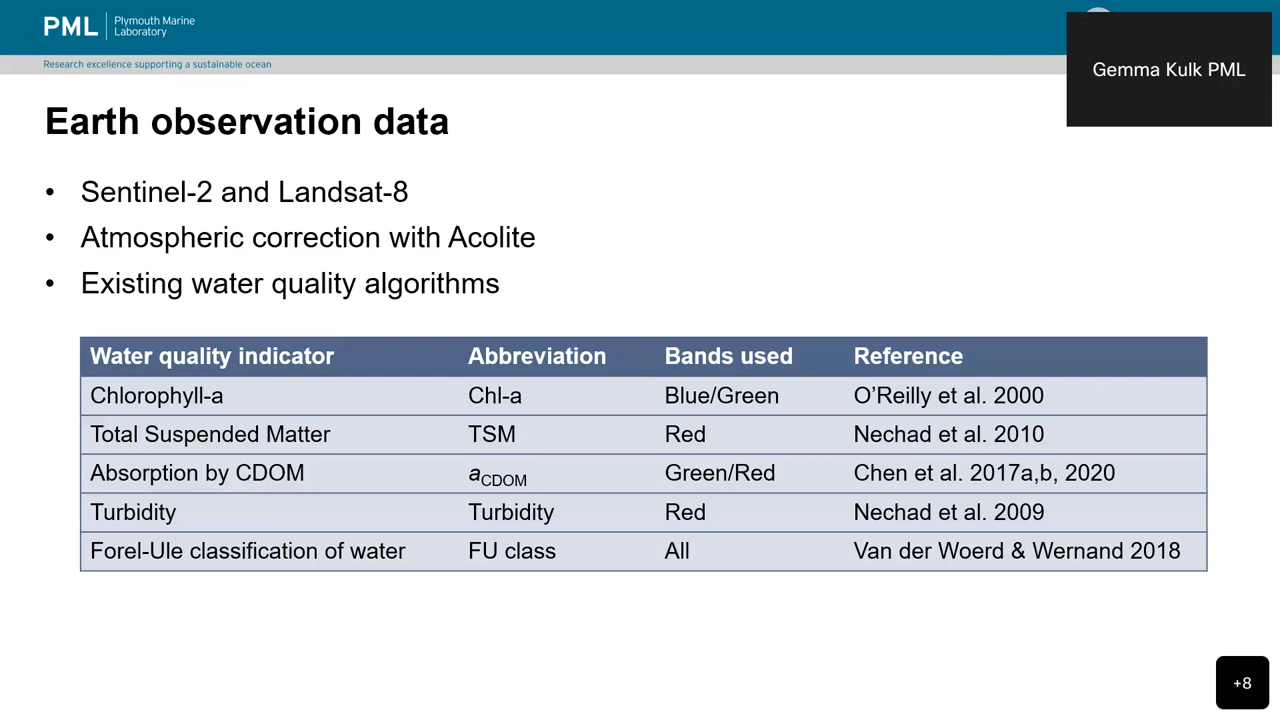 PML
Plymouth Marine
Laboratory
Research excellence supporting a sustainable ocean
Gemma Kulk PML
Earth observation data
• Sentinel-2 and Landsat-8
• Atmospheric correction with Acolite
• Existing water quality algorithms
Water quality indicator Abbreviation Bands used Reference
Chlorophyll-a Chl-a Blue/Green O’Reilly et al. 2000
Total Suspended Matter TSM Red Nechad et al. 2010
Absorption by CDOM aCDOM Green/Red Chen et al. 2017a,b, 2020
Turbidity Turbidity Red Nechad et al. 2009
Forel-Ule classification of water FU class All Van der Woerd & Wernand 2018
+8